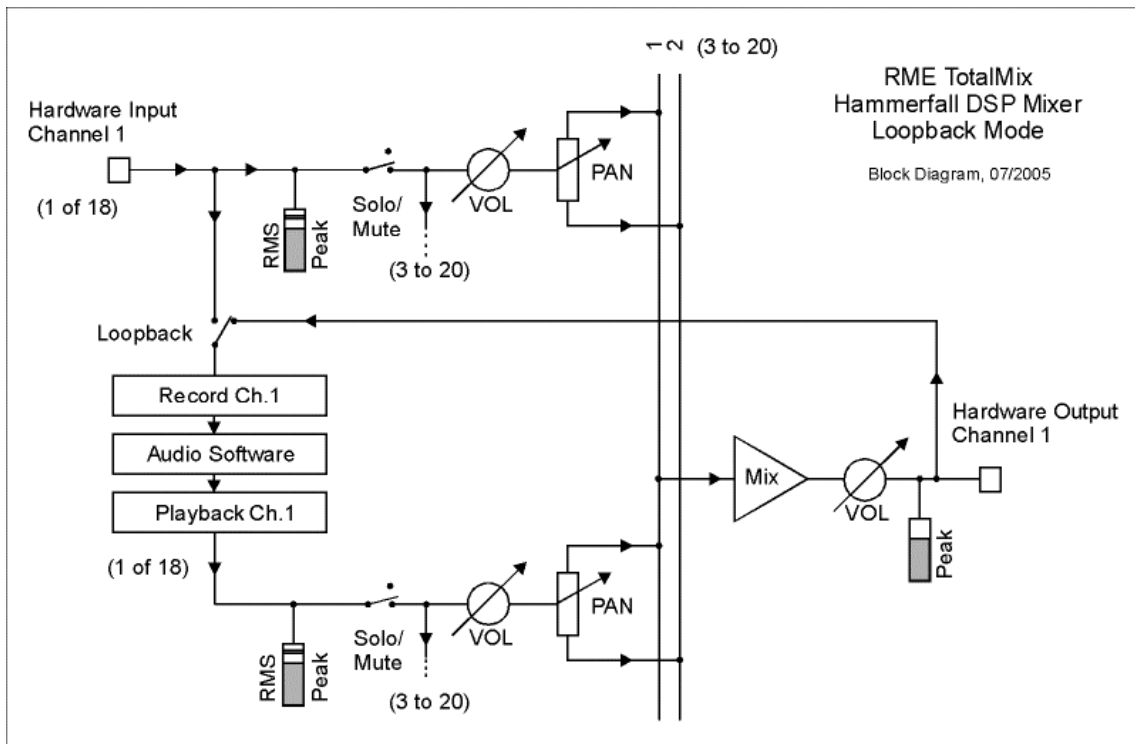 1
2
(3 to 20)
RME TotalMix
Hammerfall DSP Mixer
Loopback Mode
Block Diagram, 07/2005
Hardware Input
Channel 1
(1 of 18)
RMS
Peak
Solo/
Mute
(3 to 20)
VOL
PAN
Loopback
Record Ch.1
Audio Software
Playback Ch.1
(1 of 18)
Mix
VOL
Hardware Output
Channel 1
Peak
RMS
Peak
Solo/
Mute
(3 to 20)
VOL
PAN